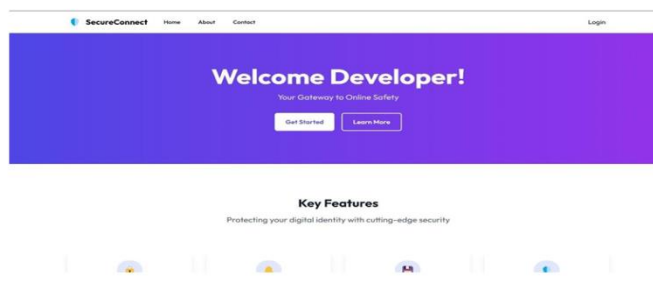 SecureConnect Home About Contact Login
Welcome Developer!
Your Gateway to Online Safety
Get Started Learn More
Key Features
Protecting your digital identity with cutting-edge security